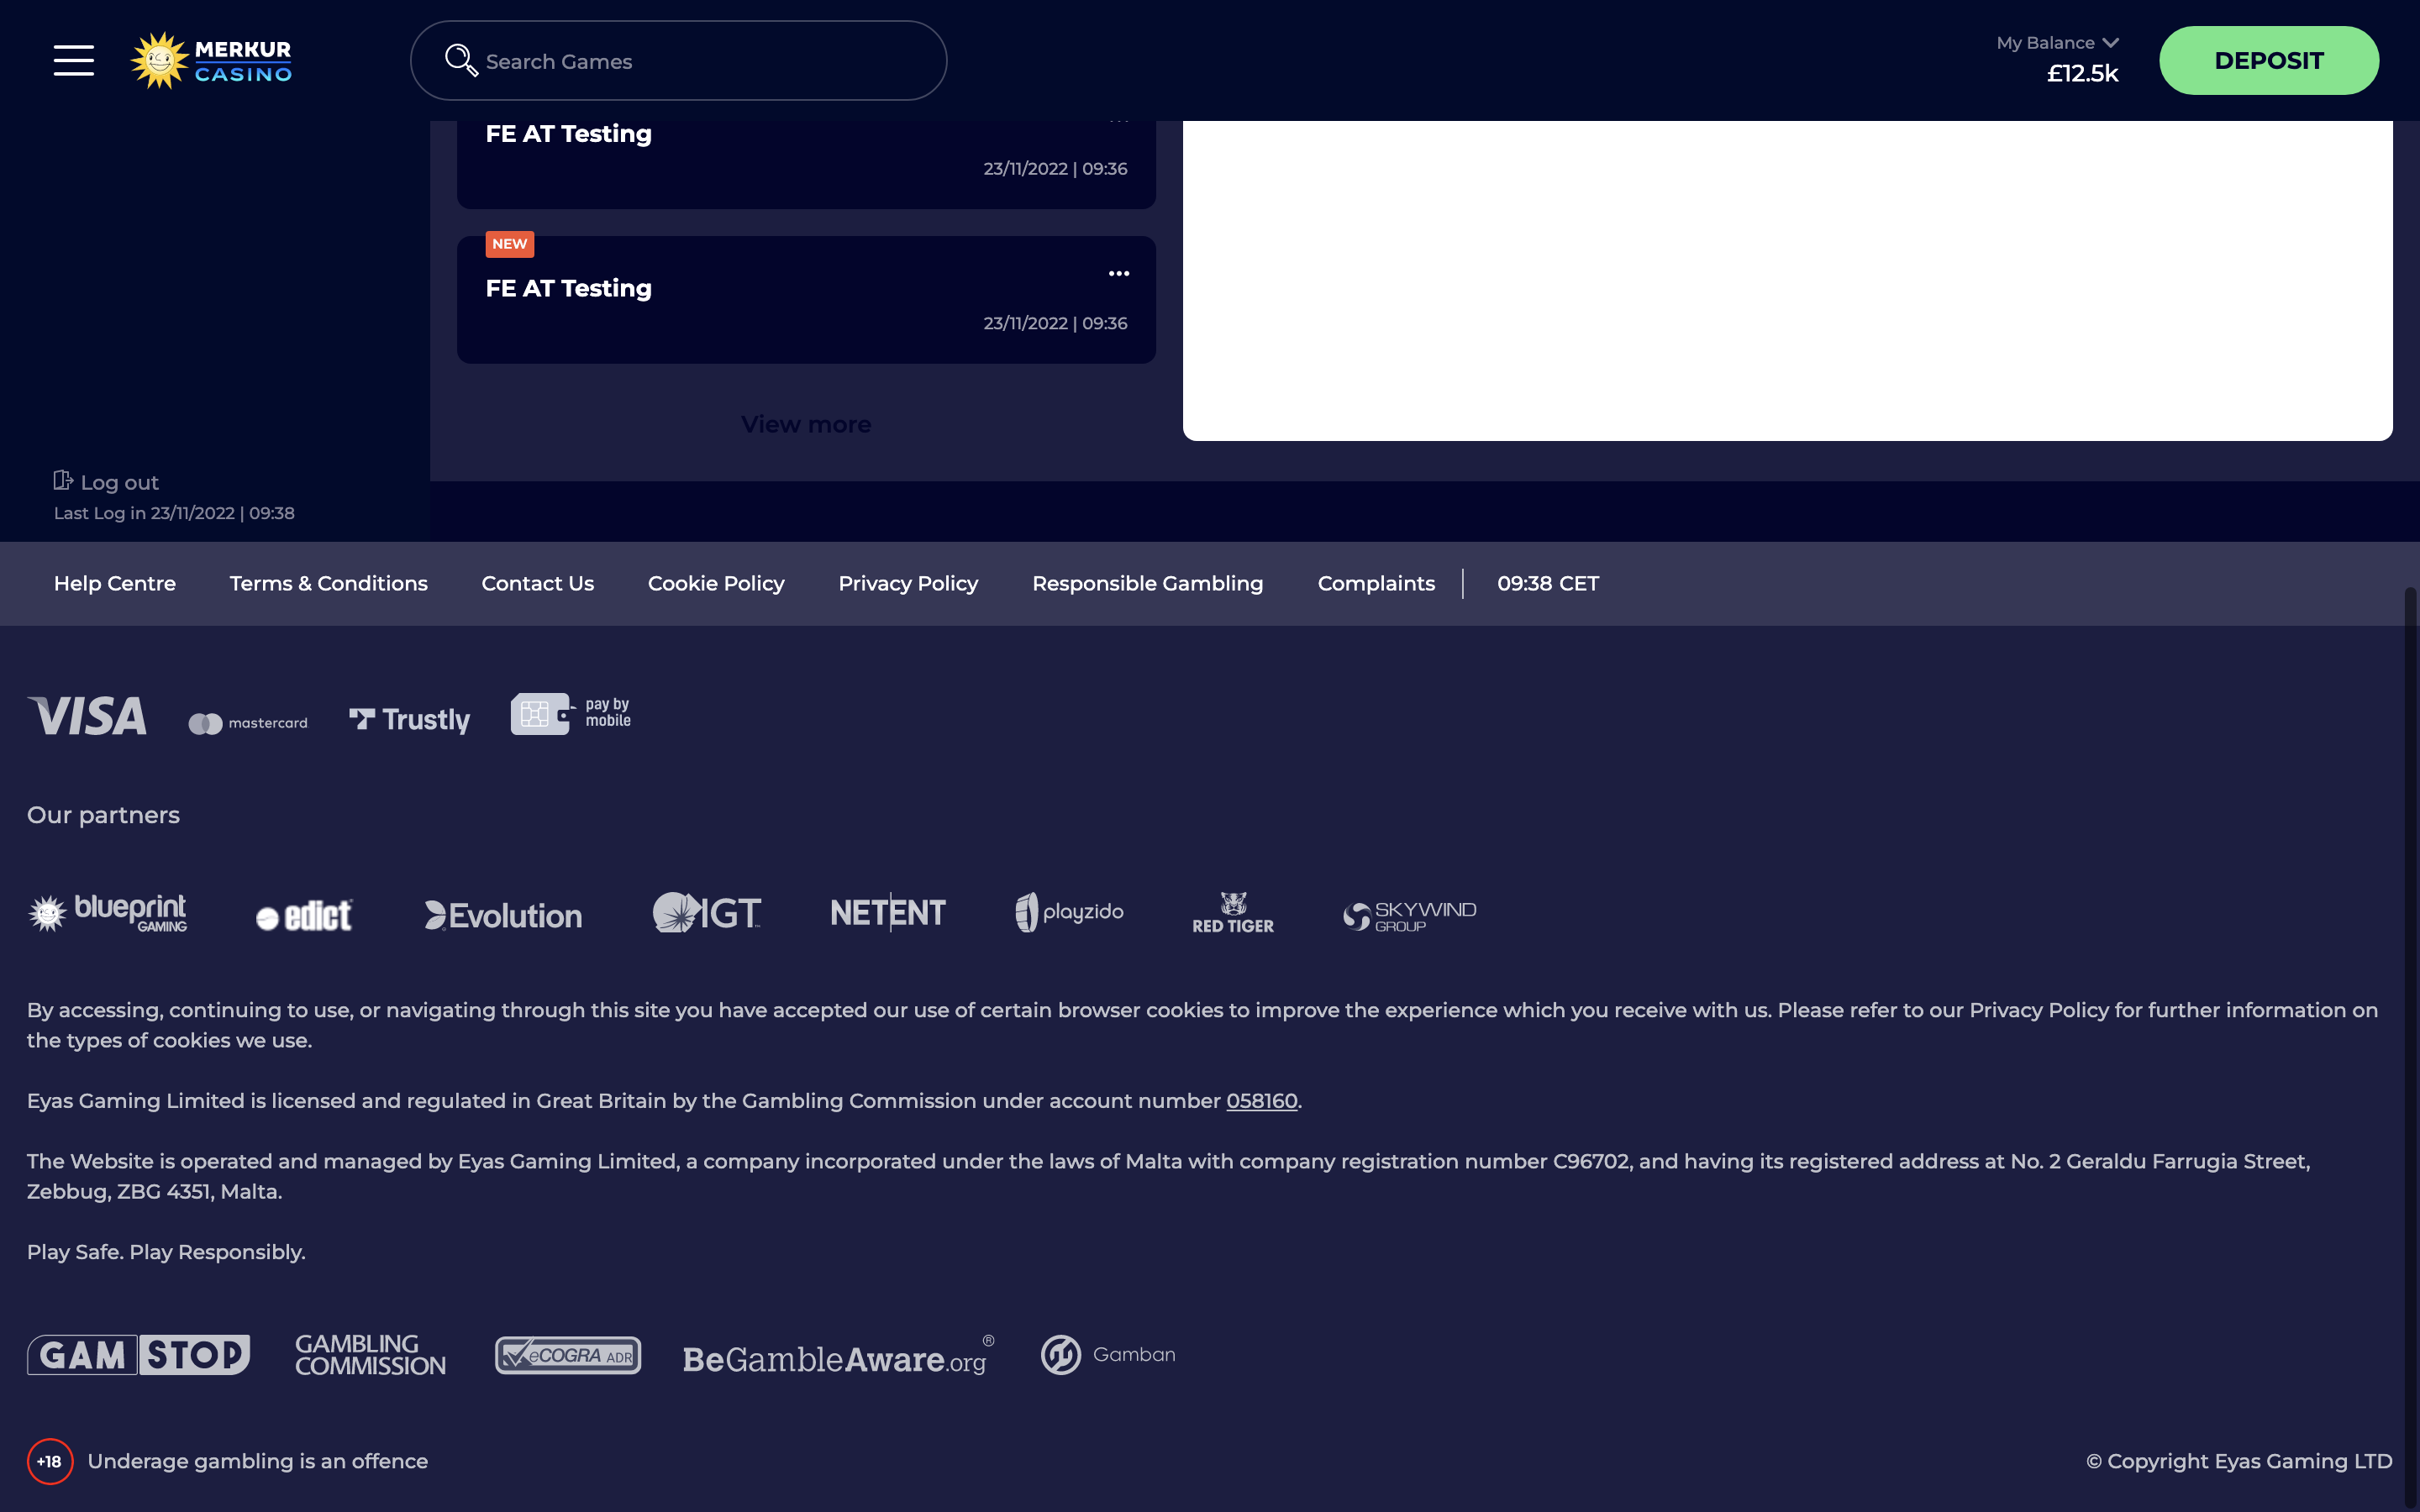 MERKUR
CASINO
Search Games
My Balance
£12.5k
DEPOSIT
FE AT Testing
23/11/2022 | 09:36
NEW
FE AT Testing
23/11/2022 | 09:36
View more
Log out
Last Log in 23/11/2022 | 09:38
Help Centre
Terms & Conditions
Contact Us
Cookie Policy
Privacy Policy
Responsible Gambling
Complaints
09:38 CET
VISA
mastercard
Trustly
pay by
mobile
Our partners
blueprint
GAMING
edict
Evolution
IGT
NETENT
playzido
RED TIGER
SKYWIND
GROUP
By accessing, continuing to use, or navigating through this site you have accepted our use of certain browser cookies to improve the experience which you receive with us. Please refer to our Privacy Policy for further information on
the types of cookies we use.
Eyas Gaming Limited is licensed and regulated in Great Britain by the Gambling Commission under account number 058160.
The Website is operated and managed by Eyas Gaming Limited, a company incorporated under the laws of Malta with company registration number C96702, and having its registered address at No. 2 Geraldu Farrugia Street,
Zebbug, ZBG 4351, Malta.
Play Safe. Play Responsibly.
GAMSTOP
GAMBLING
COMMISSION
eCOGRA ADR
BeGambleAware.org®
Gamban
+18
Underage gambling is an offence
© Copyright Eyas Gaming LTD